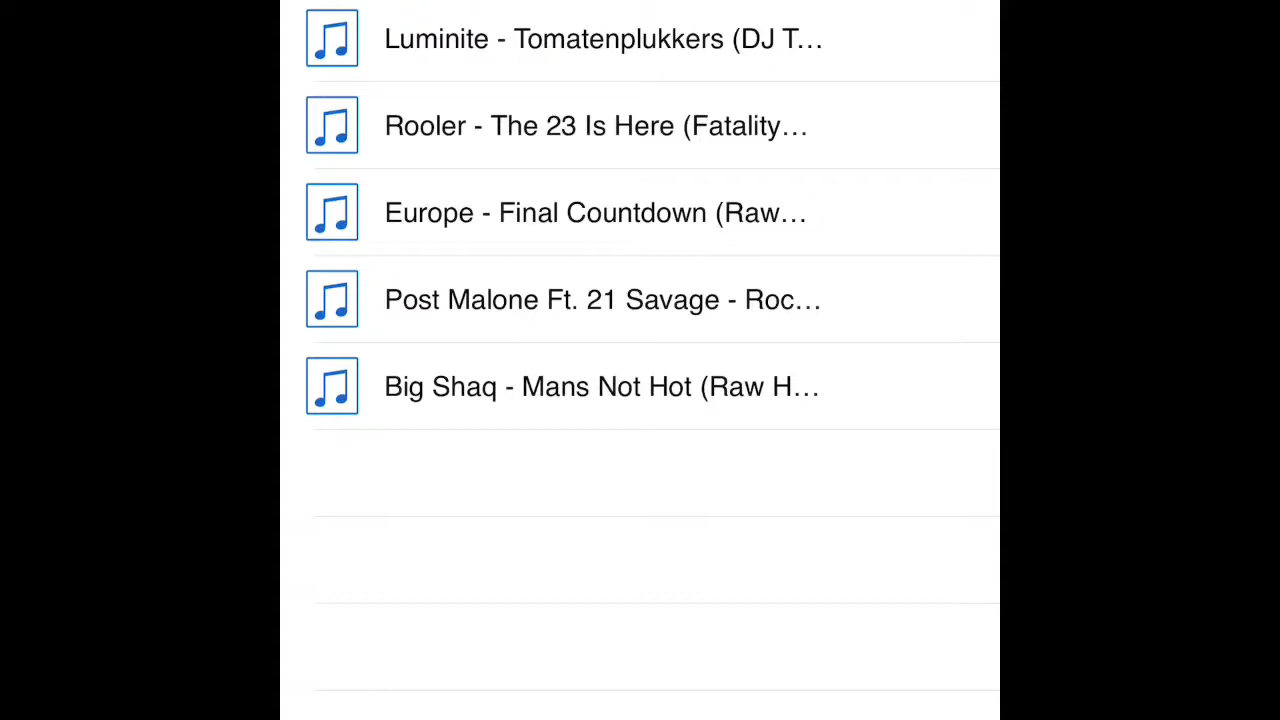 Luminite - Tomatenplukkers (DJ T…
Rooler - The 23 Is Here (Fatality…
Europe - Final Countdown (Raw…
Post Malone Ft. 21 Savage - Roc…
Big Shaq - Mans Not Hot (Raw H…